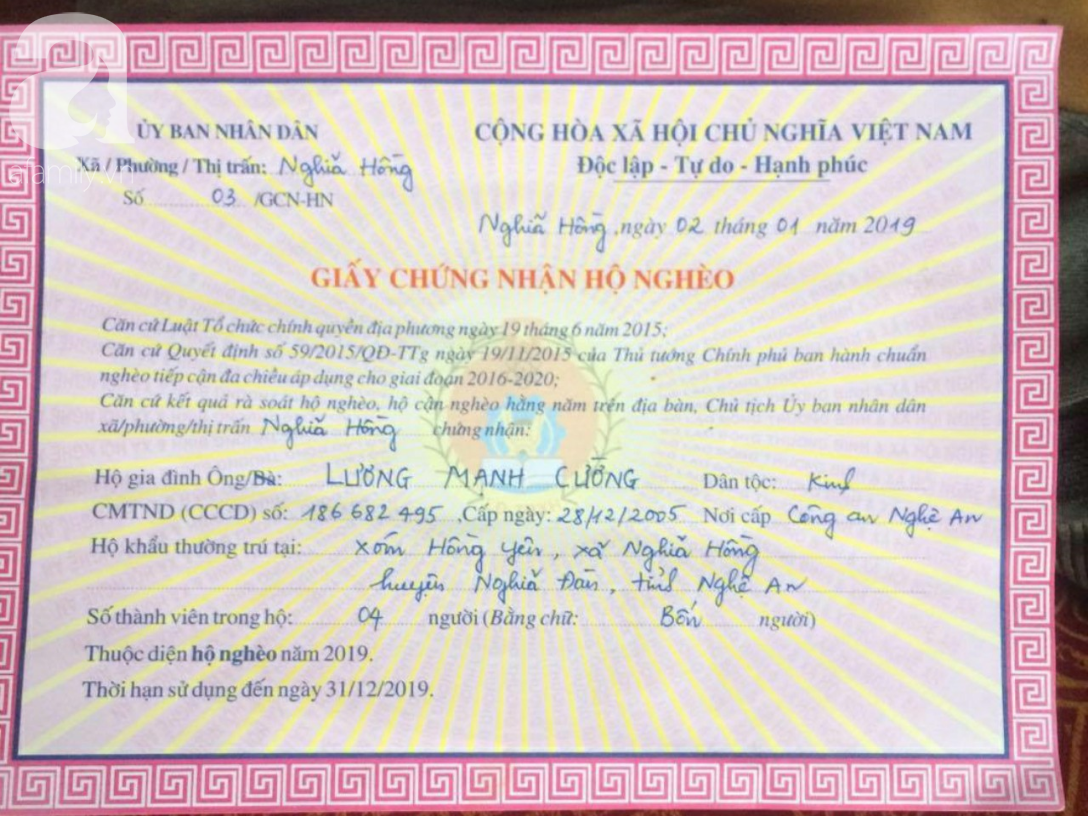 afamily.vn
ỦY BAN NHÂN DÂN
Xã / Phường / Thị trấn: Nghĩa Hồng
Số 03 /GCN-HN
CỘNG HÒA XÃ HỘI CHỦ NGHĨA VIỆT NAM
Độc lập - Tự do - Hạnh phúc
Nghĩa Hồng, ngày 02 tháng 01 năm 2019
GIẤY CHỨNG NHẬN HỘ NGHÈO
Căn cứ Luật Tổ chức chính quyền địa phương ngày 19 tháng 6 năm 2015;
Căn cứ Quyết định số 59/2015/QĐ-TTg ngày 19/11/2015 của Thủ tướng Chính phủ ban hành chuẩn
nghèo tiếp cận đa chiều áp dụng cho giai đoạn 2016-2020;
Căn cứ kết quả rà soát hộ nghèo, hộ cận nghèo hằng năm trên địa bàn, Chủ tịch Ủy ban nhân dân
xã/phường/thị trấn Nghĩa Hồng chứng nhận:
Hộ gia đình Ông/Bà: LƯƠNG MẠNH CƯỜNG Dân tộc: Kinh
CMTND (CCCD) số: 186 682 495, Cấp ngày: 28/12/2005 Nơi cấp Công an Nghệ An
Hộ khẩu thường trú tại: xóm Hồng Yên, xã Nghĩa Hồng
huyện Nghĩa Đàn, tỉnh Nghệ An
Số thành viên trong hộ: 04 người (Bằng chữ: Bốn người)
Thuộc diện hộ nghèo năm 2019.
Thời hạn sử dụng đến ngày 31/12/2019.